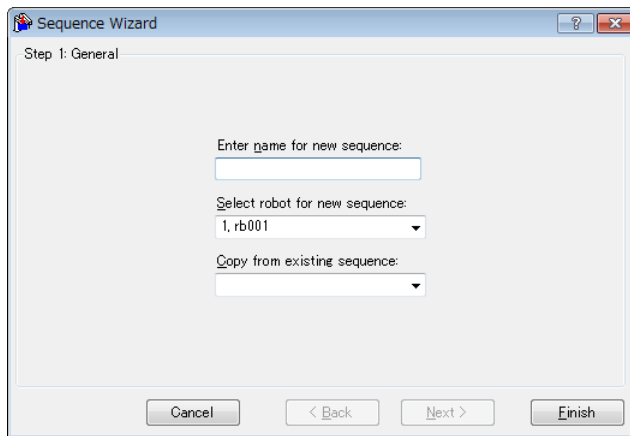 Sequence Wizard
?
Step 1: General
Enter name for new sequence:
Select robot for new sequence:
1, rb001
Copy from existing sequence:
Cancel
< Back
Next >
Finish